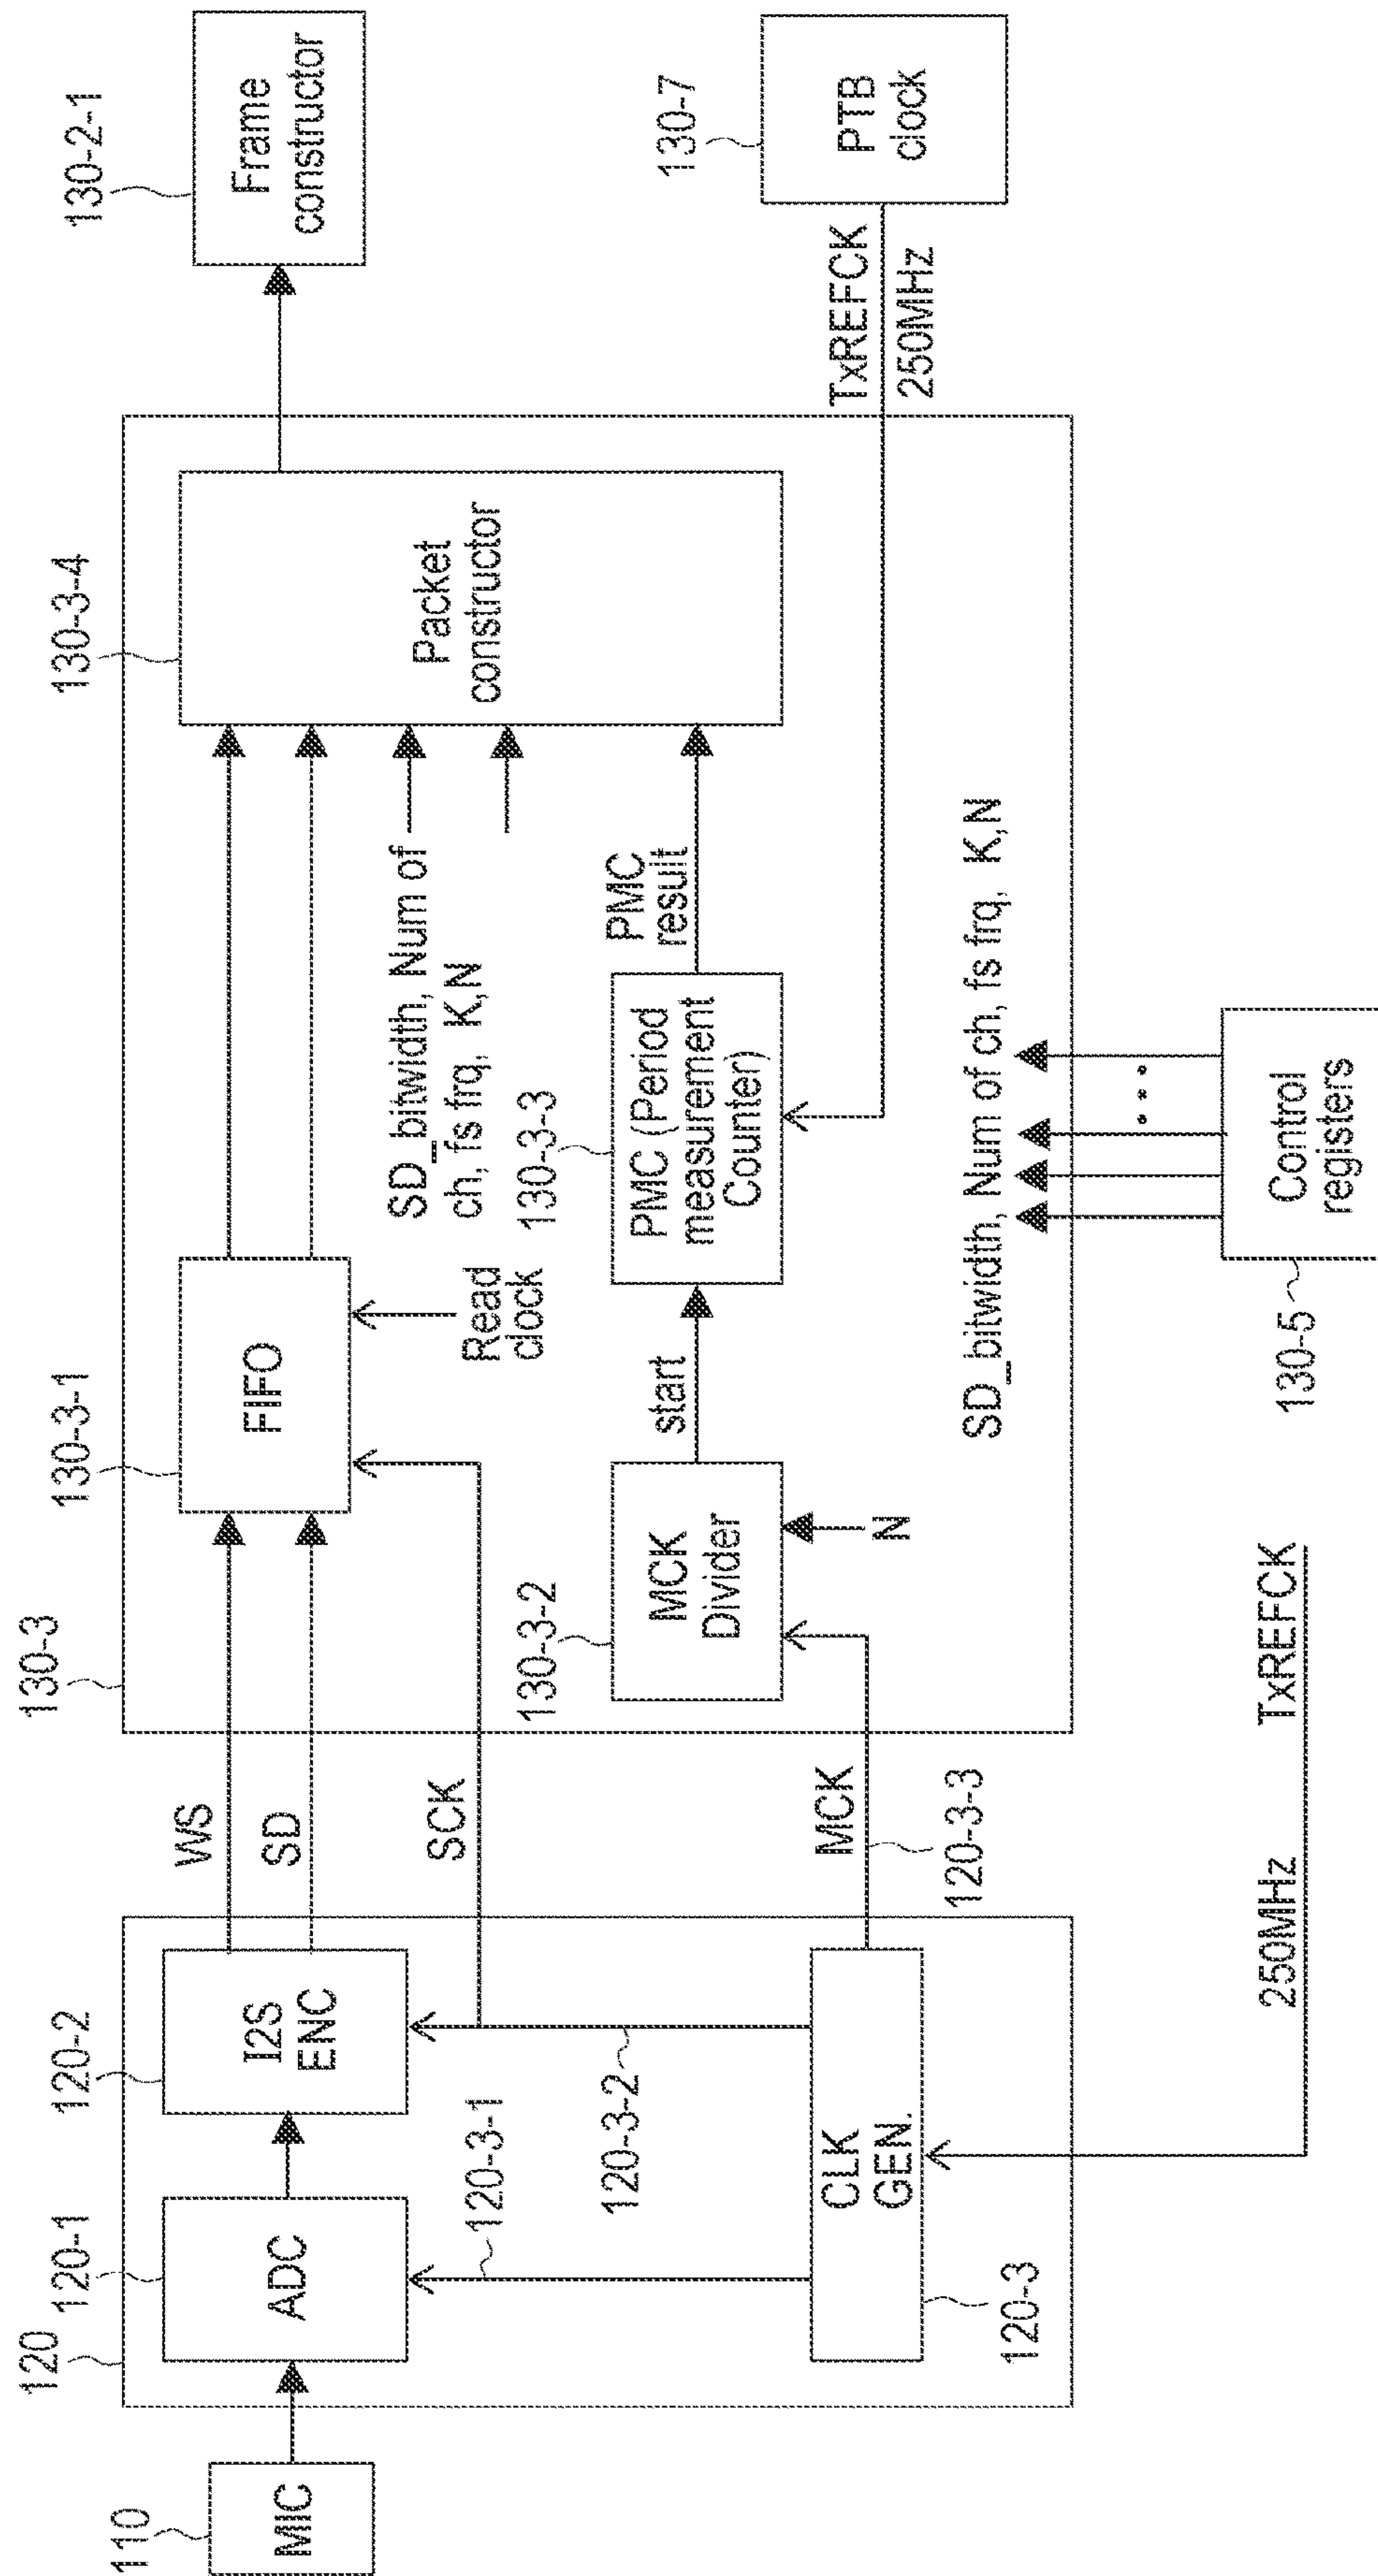 110
MIC
120
120-1
ADC
120-2
I2S
ENC
120-3-1
120-3-2
CLK
GEN.
120-3
WS
SD
SCK
MCK
120-3-3
250MHz
TxREFCK
130-3
130-3-1
FIFO
Read
clock
130-3-2
MCK
Divider
N
start
130-3-3
PMC (Period
measurement
Counter)
PMC
result
SD_bitwidth, Num of
ch, fs frq, K,N
130-3-4
Packet
constructor
SD_bitwidth, Num of ch, fs frq, K,N
130-5
Control
registers
130-2-1
Frame
constructor
130-7
PTB
clock
TxREFCK
250MHz